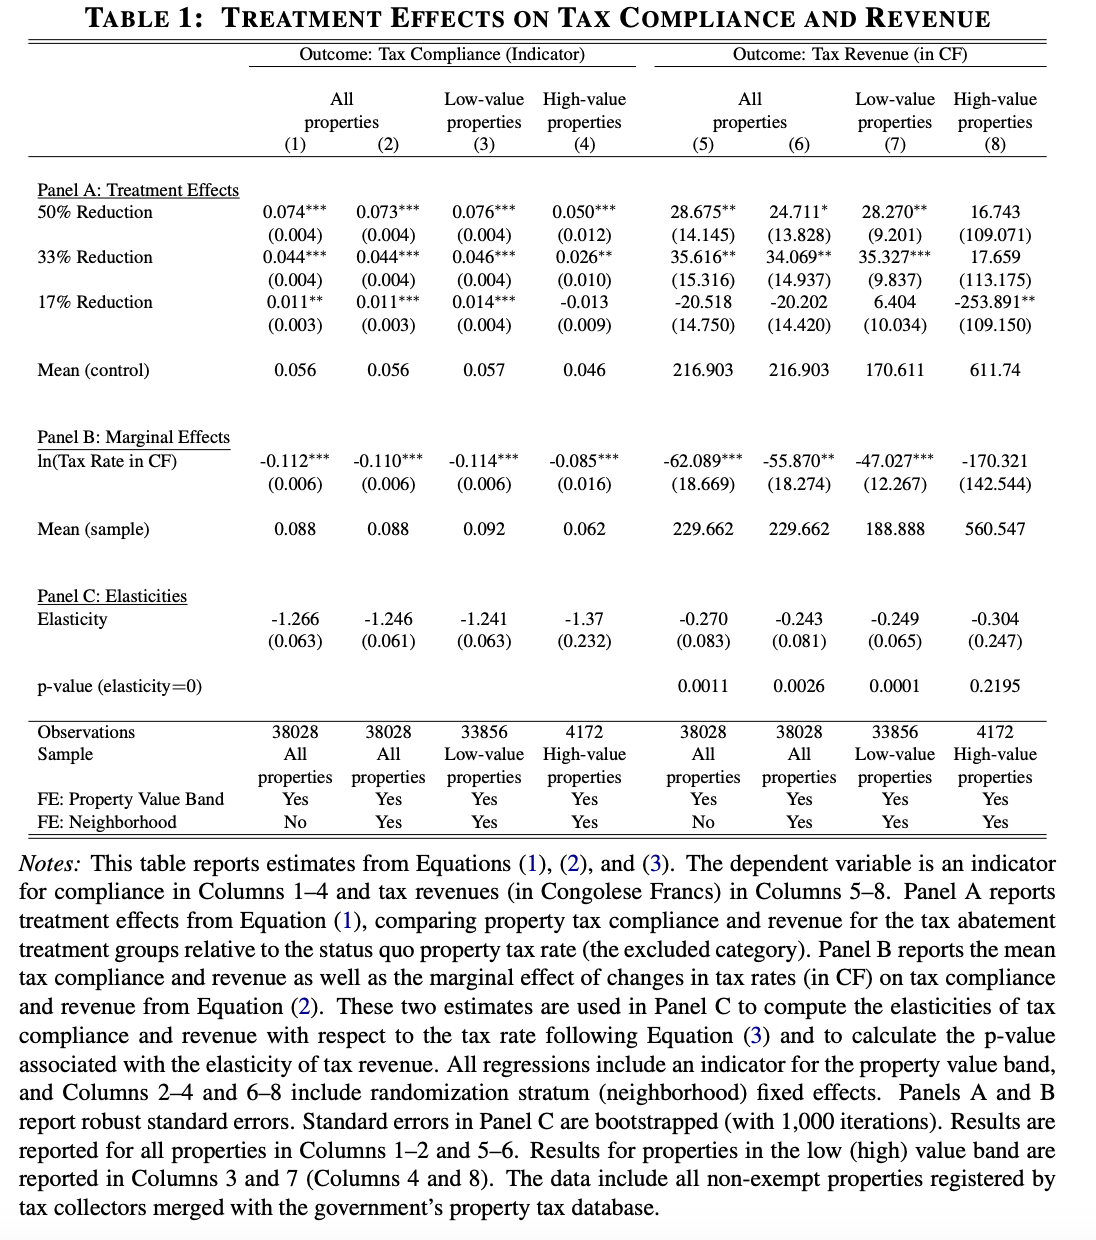 TABLE 1: TREATMENT EFFECTS ON TAX COMPLIANCE AND REVENUE
Outcome: Tax Compliance (Indicator) Outcome: Tax Revenue (in CF)
All Low-value High-value All Low-value High-value
properties properties properties properties properties properties
(1) (2) (3) (4) (5) (6) (7) (8)
Panel A: Treatment Effects
50% Reduction 0.074*** 0.073*** 0.076*** 0.050*** 28.675** 24.711* 28.270** 16.743
(0.004) (0.004) (0.004) (0.012) (14.145) (13.828) (9.201) (109.071)
33% Reduction 0.044*** 0.044*** 0.046*** 0.026** 35.616** 34.069** 35.327*** 17.659
(0.004) (0.004) (0.004) (0.010) (15.316) (14.937) (9.837) (113.175)
17% Reduction 0.011** 0.011*** 0.014*** -0.013 -20.518 -20.202 6.404 -253.891**
(0.003) (0.003) (0.004) (0.009) (14.750) (14.420) (10.034) (109.150)
Mean (control) 0.056 0.056 0.057 0.046 216.903 216.903 170.611 611.74
Panel B: Marginal Effects
ln(Tax Rate in CF) -0.112*** -0.110*** -0.114*** -0.085*** -62.089*** -55.870** -47.027*** -170.321
(0.006) (0.006) (0.006) (0.016) (18.669) (18.274) (12.267) (142.544)
Mean (sample) 0.088 0.088 0.092 0.062 229.662 229.662 188.888 560.547
Panel C: Elasticities
Elasticity -1.266 -1.246 -1.241 -1.37 -0.270 -0.243 -0.249 -0.304
(0.063) (0.061) (0.063) (0.232) (0.083) (0.081) (0.065) (0.247)
p-value (elasticity=0) 0.0011 0.0026 0.0001 0.2195
Observations 38028 38028 33856 4172 38028 38028 33856 4172
Sample All All Low-value High-value All All Low-value High-value
properties properties properties properties properties properties properties properties
FE: Property Value Band Yes Yes Yes Yes Yes Yes Yes Yes
FE: Neighborhood No Yes Yes Yes No Yes Yes Yes
Notes: This table reports estimates from Equations (1), (2), and (3). The dependent variable is an indicator
for compliance in Columns 1–4 and tax revenues (in Congolese Francs) in Columns 5–8. Panel A reports
treatment effects from Equation (1), comparing property tax compliance and revenue for the tax abatement
treatment groups relative to the status quo property tax rate (the excluded category). Panel B reports the mean
tax compliance and revenue as well as the marginal effect of changes in tax rates (in CF) on tax compliance
and revenue from Equation (2). These two estimates are used in Panel C to compute the elasticities of tax
compliance and revenue with respect to the tax rate following Equation (3) and to calculate the p-value
associated with the elasticity of tax revenue. All regressions include an indicator for the property value band,
and Columns 2–4 and 6–8 include randomization stratum (neighborhood) fixed effects. Panels A and B
report robust standard errors. Standard errors in Panel C are bootstrapped (with 1,000 iterations). Results are
reported for all properties in Columns 1–2 and 5–6. Results for properties in the low (high) value band are
reported in Columns 3 and 7 (Columns 4 and 8). The data include all non-exempt properties registered by
tax collectors merged with the government's property tax database.